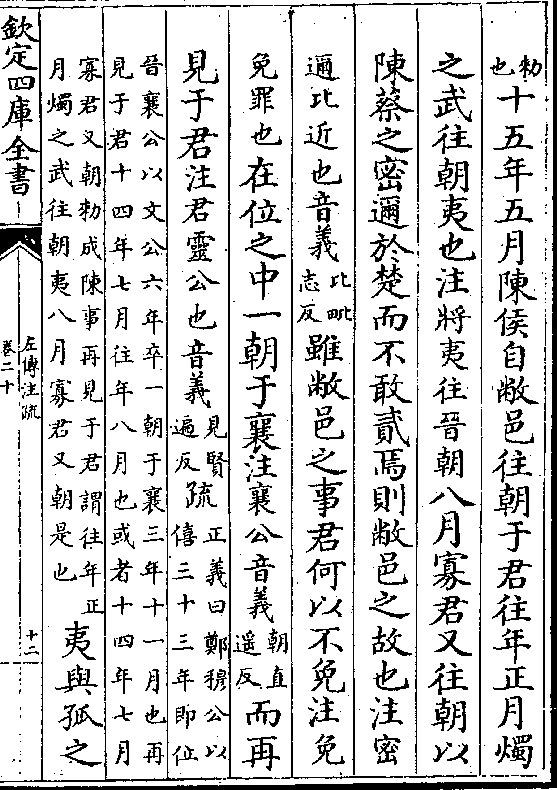 勑也十五年五月陳侯自敝邑往朝于君往年正月燭
之武往朝夷也注將夷往晉朝八月寡君又往朝以
陳蔡之密邇於楚而不敢貳焉則敝邑之故也注密
邇比近也音義比毗志反雖敝邑之事君何以不免注免
免罪也在位之中一朝于襄注襄公音義朝直遥反而再
見于君注君靈公也音義見賢遍反疏正義曰鄭穆公以僖三十三年即位
晉襄公以文公六年卒一朝于襄三年十一月也再
見于君十四年七月往年八月也或者十四年七月
寡君又朝勑成陳事再見于君謂往年正
月燭之武往朝夷八月寡君又朝是也夷與孤之
欽定四庫全書
左傳注疏
卷二十
十二